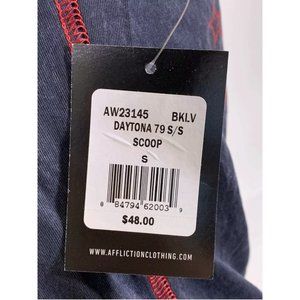 AW23145 BKLV
DAYTONA 79 S/S
SCOOP
S
84794 62003
$48.00
WWW.AFFLICTIONCLOTHING.COM